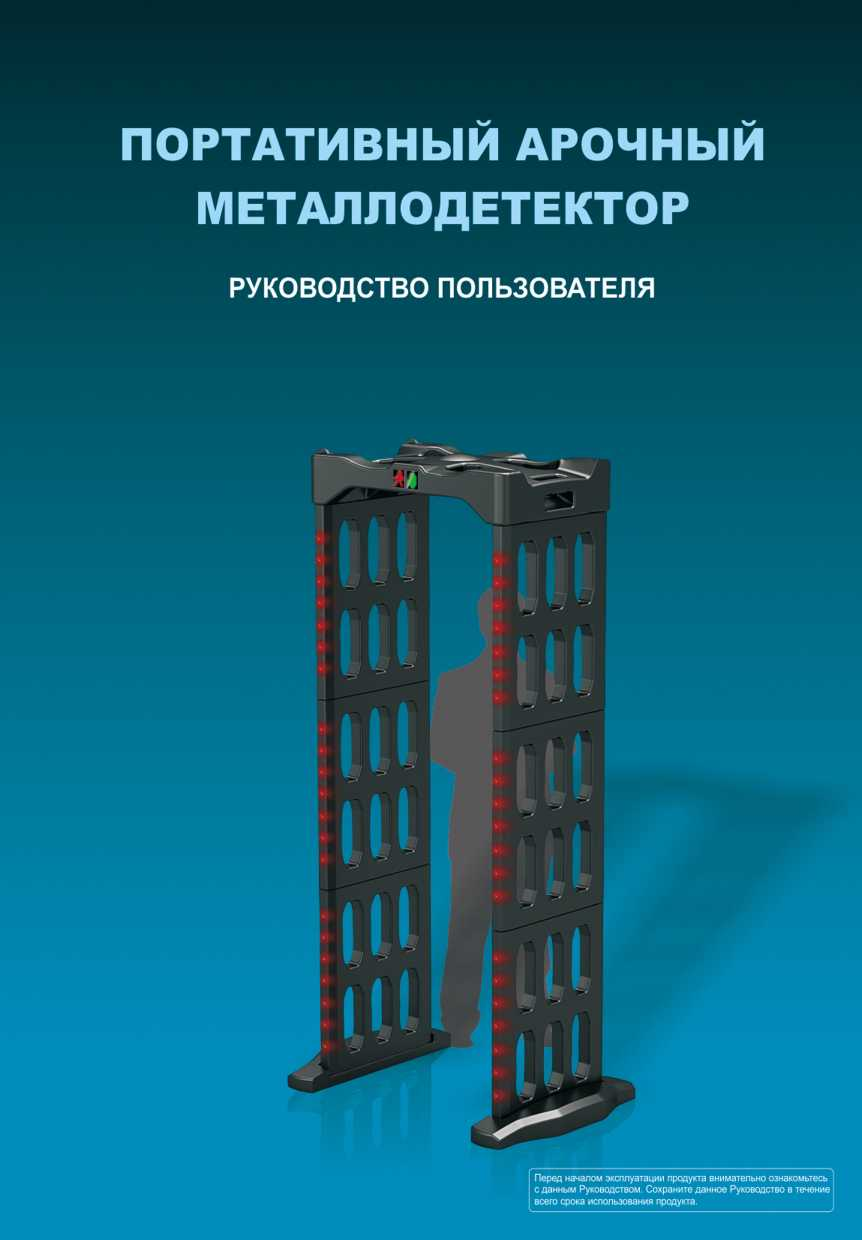 ПОРТАТИВНЫЙ АРОЧНЫЙ
МЕТАЛЛОДЕТЕКТОР
РУКОВОДСТВО ПОЛЬЗОВАТЕЛЯ
Перед началом эксплуатации продукта внимательно ознакомьтесь
с данным Руководством. Сохраните данное Руководство в течение
всего срока использования продукта.